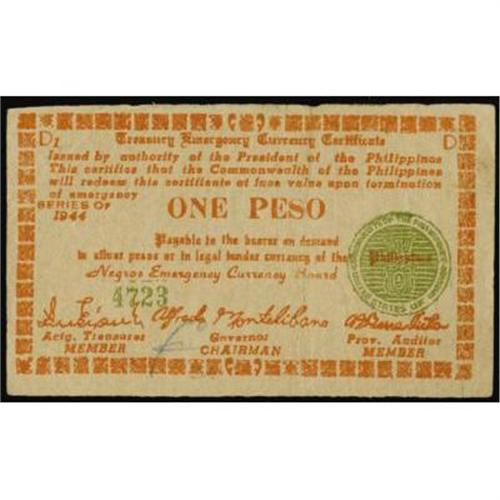 D1 Treasury Emergency Currency Certificate D
Issued by authority of the President of the Philippines
This certifies that the Commonwealth of the Philippines
will redeem this certificate at face value upon termination
of emergency
SERIES OF
1944
ONE PESO
Payable to the bearer on demand
in silver pesos or in legal tender currency of the Philippines
Negros Emergency Currency Board
4723
Alfredo Montelibano
Actg. Treasurer Governor Prov. Auditor
MEMBER CHAIRMAN MEMBER